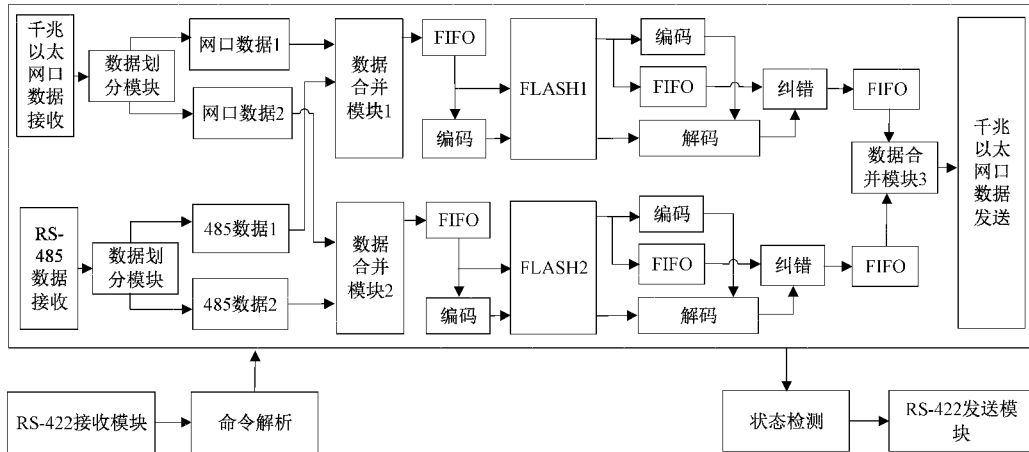 千兆
以太
网口
数据
接收
数据划
分模块
网口数据1
网口数据2
数据
合并
模块1
FIFO
编码
FLASH1
编码
FIFO
解码
纠错
FIFO
数据合
并模块3
千兆
以太
网口
数据
发送
RS-
485
数据
接收
数据划
分模块
485数据1
485数据2
数据
合并
模块2
FIFO
编码
FLASH2
编码
FIFO
解码
纠错
FIFO
RS-422接收模块
命令解析
状态检测
RS-422发送模
块